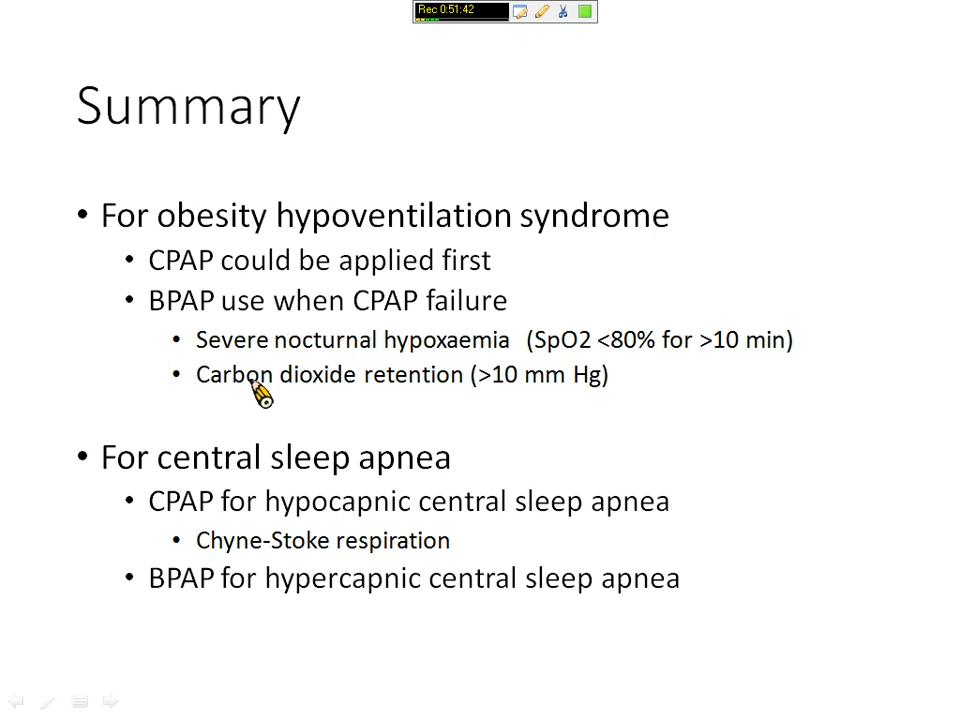 Rec 0:51:42
Summary
• For obesity hypoventilation syndrome
• CPAP could be applied first
• BPAP use when CPAP failure
• Severe nocturnal hypoxaemia (SpO2 <80% for >10 min)
• Carbon dioxide retention (>10 mm Hg)
• For central sleep apnea
• CPAP for hypocapnic central sleep apnea
• Chyne-Stoke respiration
• BPAP for hypercapnic central sleep apnea